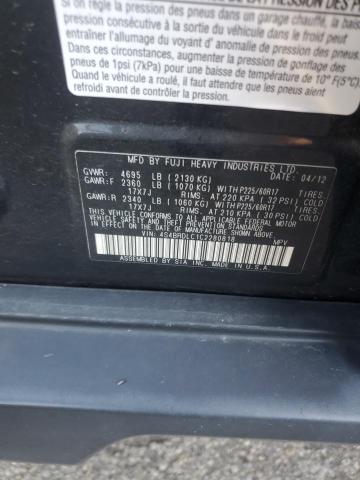 Si on règle la pression des pneus dans un garage chauffé, la bas
pression consécutive à la sortie du véhicule dans le froid peut
entraîner l'allumage du voyant d' anomalie de pression des pneus.
Dans ces circonstances, augmenter la pression de gonflage des
pneus de 1psi (7kPa) pour une baisse de température de 10°F(5°C).
Quand le véhicule a roulé, il faut attendre qu'ils aient
refroidi avant de corriger la pression des pneus
MFD BY FUJI HEAVY INDUSTRIES LTD. 04/12
GVWR: 4695 LB ( 2130 KG)
GAWR:F 2360 LB ( 1070 KG) WITH P225/60R17 TIRES,
17X7J RIMS, AT 220 KPA ( 32 PSI) COLD
GAWR:R 2340 LB ( 1060 KG) WITH P225/60R17 TIRES,
17X7J RIMS, AT 210 KPA ( 30 PSI) COLD
THIS VEHICLE CONFORMS TO ALL APPLICABLE FEDERAL MOTOR
VEHICLE SAFETY AND THEFT PREVENTION STANDARDS
IN EFFECT ON THE DATE OF MANUFACTURE SHOWN ABOVE.
VIN: 4S4BRDLC1C2280818 MPV
ASSEMBLED BY SIA, INC. MADE IN U.S.A.